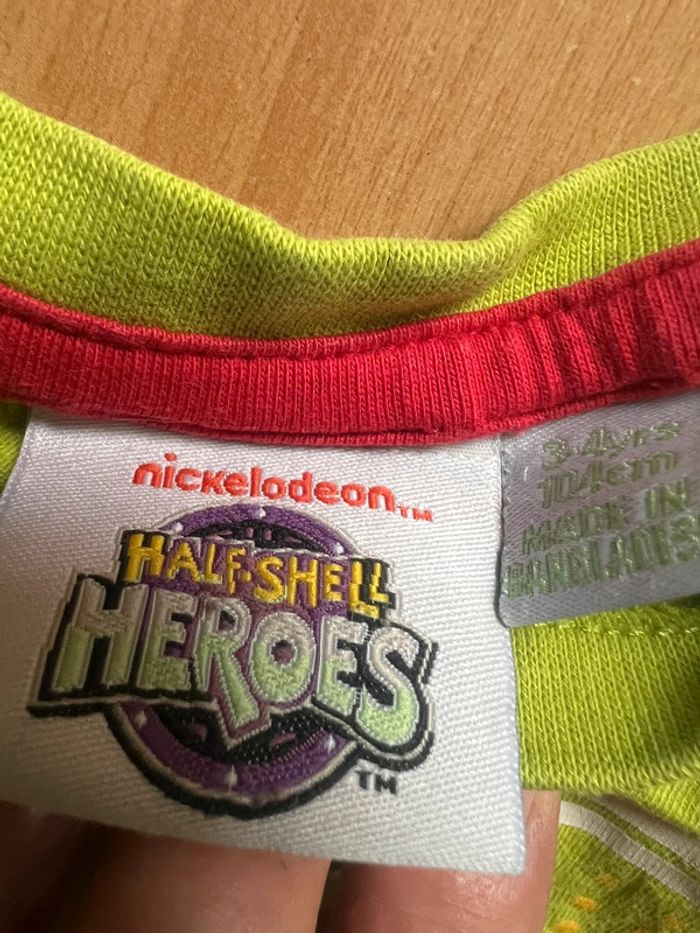 nickelodeon™
HALF-SHELL
HEROES
™
3-4yrs
104cm
MADE IN
BANGLADESH